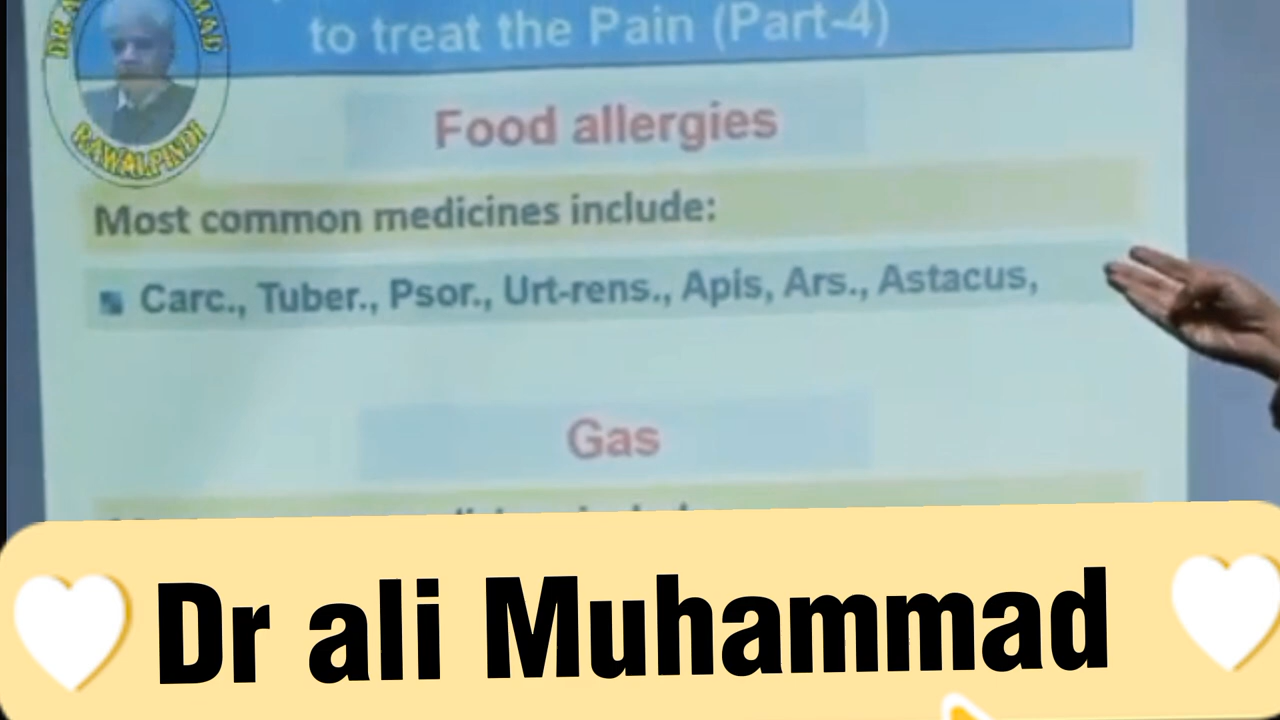 to treat the Pain (Part-4)
RAWALPINDI
Food allergies
Most common medicines include:
Carc., Tuber., Psor., Urt-rens., Apis, Ars., Astacus,
Gas
Dr ali Muhammad